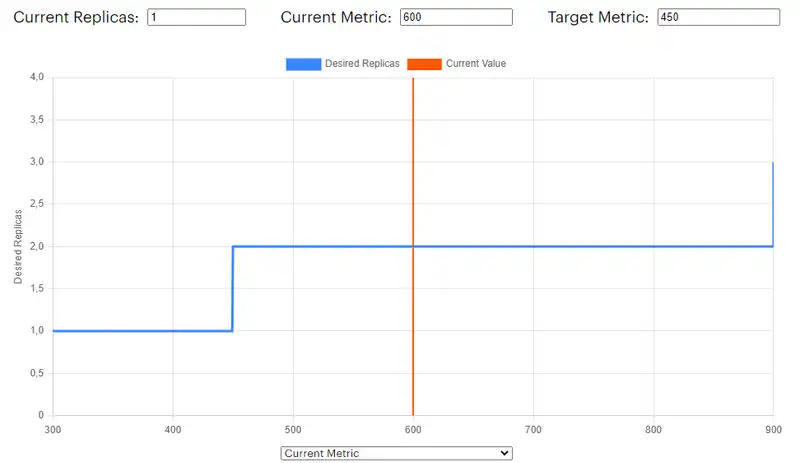 Current Replicas: 1 Current Metric: 600 Target Metric: 450
Desired Replicas Current Value
4,0
3,5
3,0
2,5
2,0
1,5
1,0
0,5
0
Desired Replicas
300 400 500 600 700 800 900
Current Metric